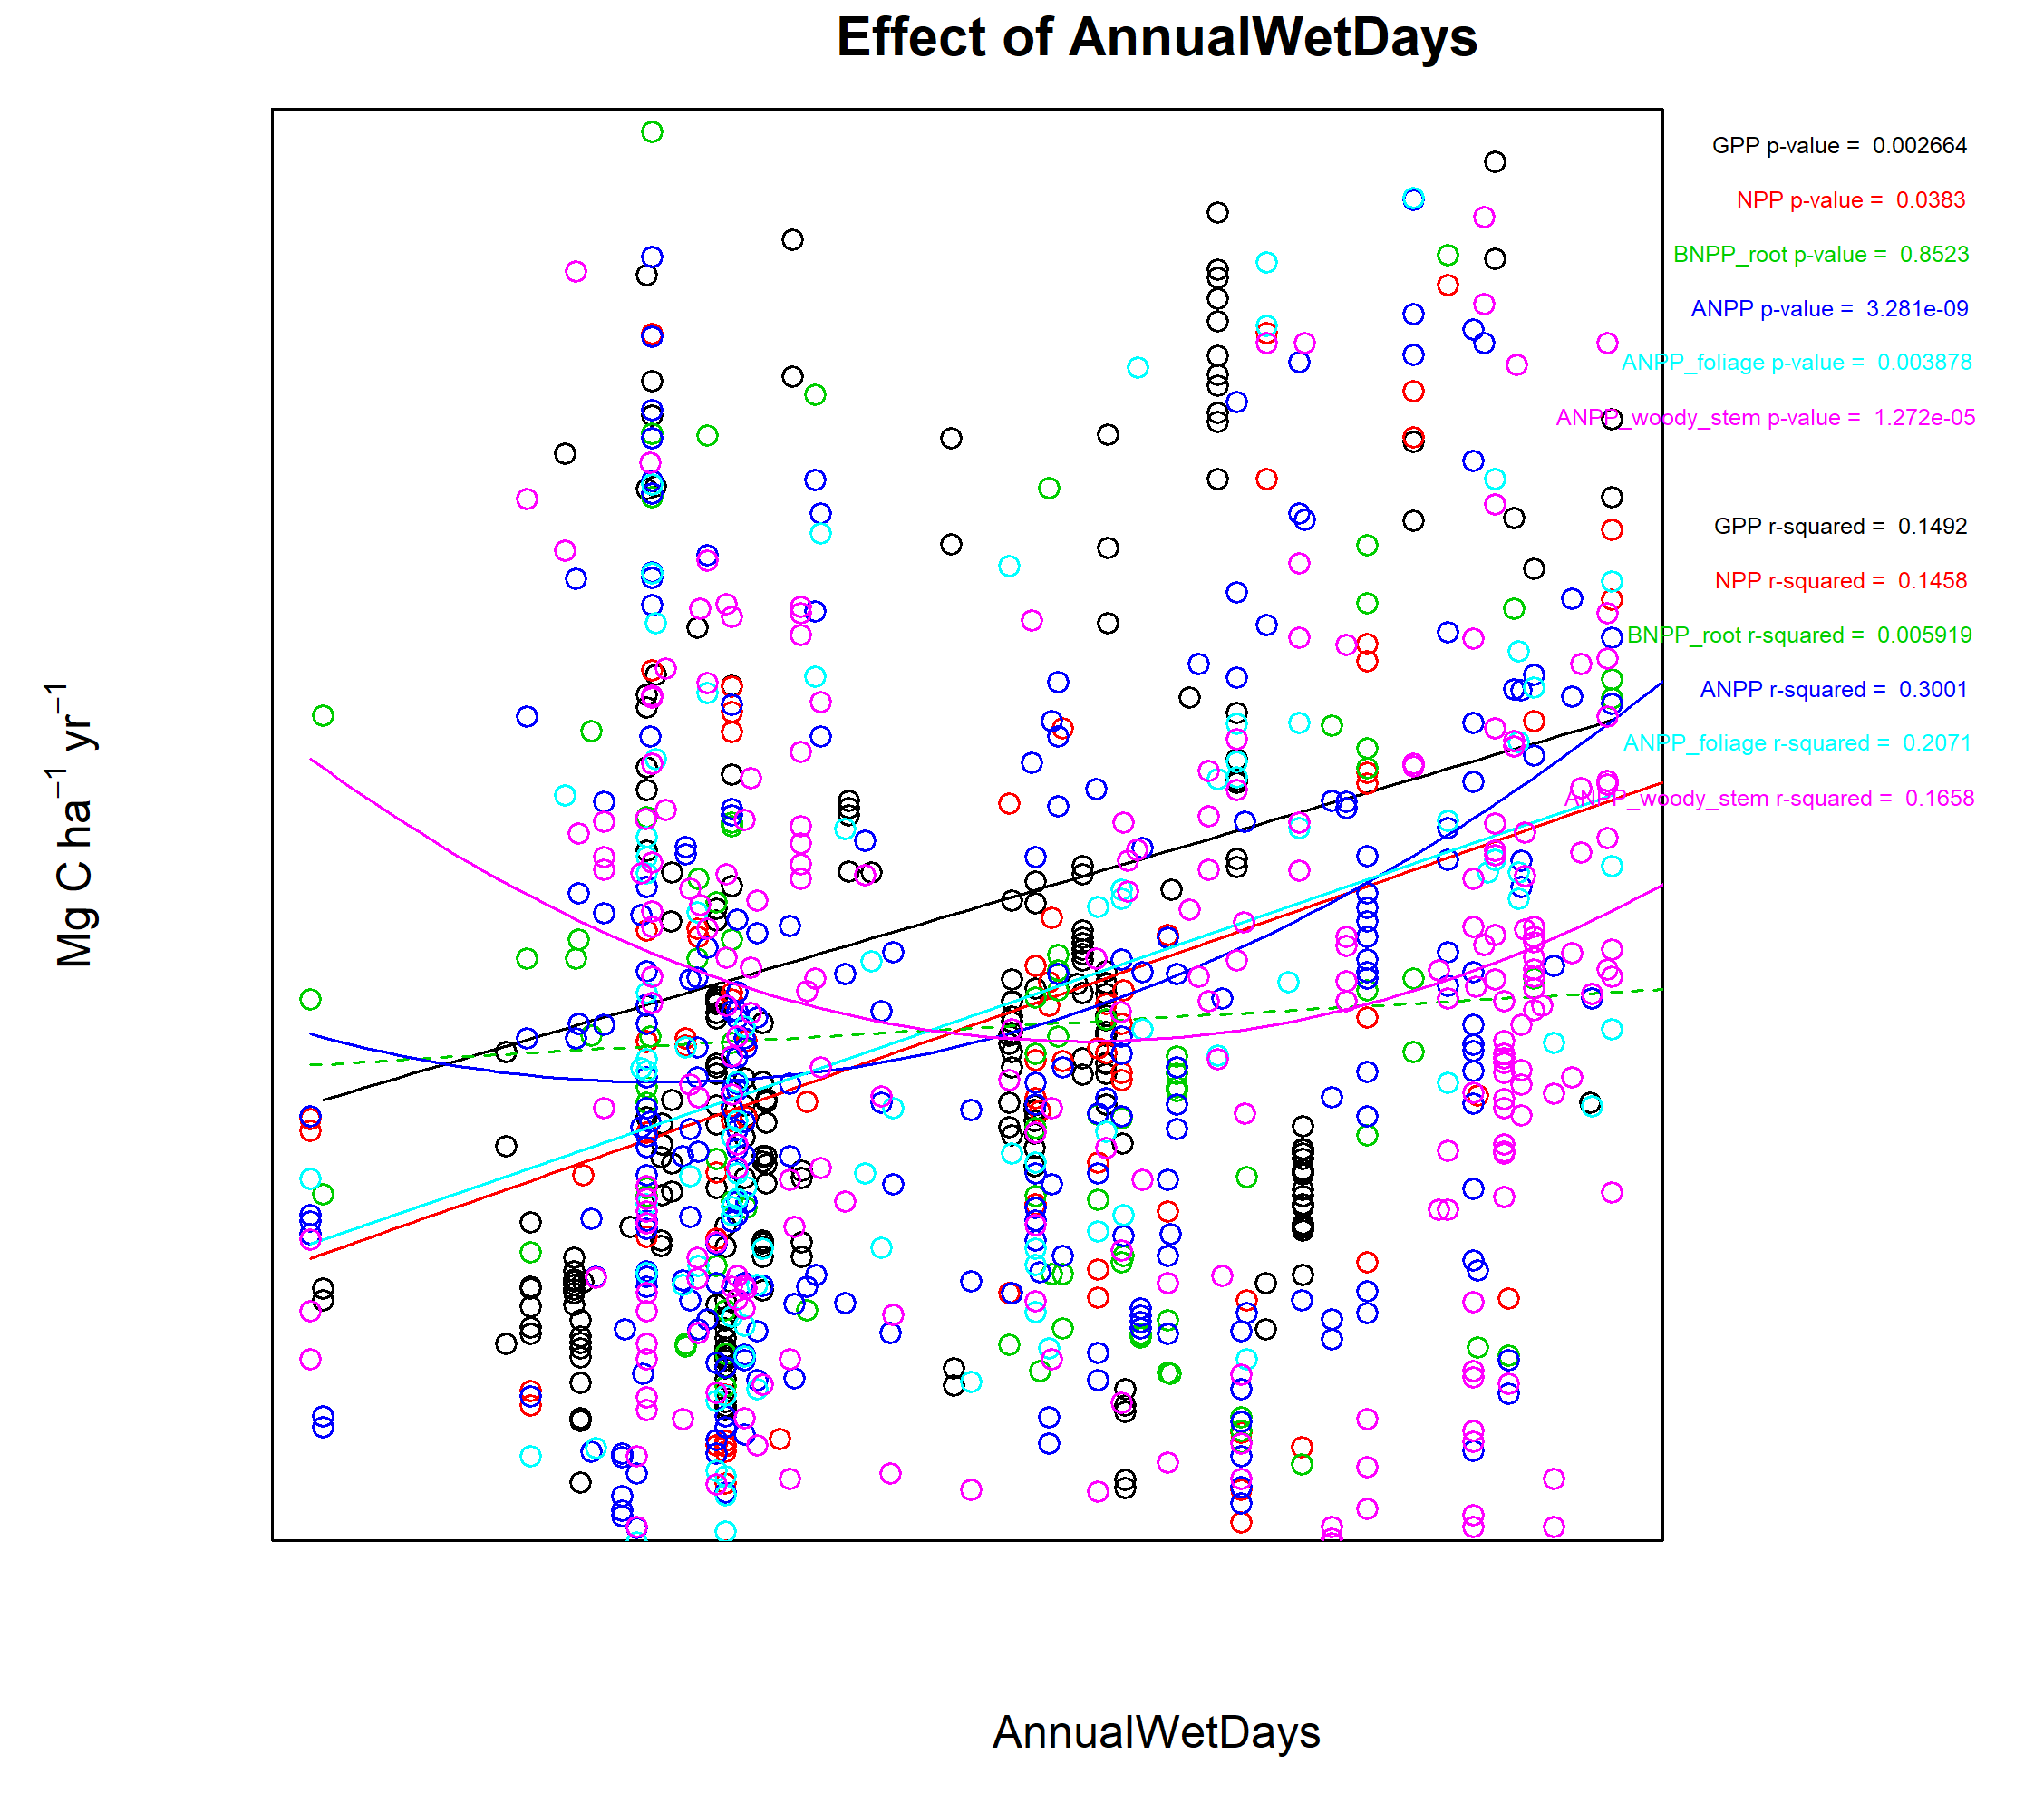 Effect of AnnualWetDays
GPP p-value = 0.002664
NPP p-value = 0.0383
BNPP_root p-value = 0.8523
ANPP p-value = 3.281e-09
ANPP_foliage p-value = 0.003878
ANPP_woody_stem p-value = 1.272e-05
GPP r-squared = 0.1492
NPP r-squared = 0.1458
BNPP_root r-squared = 0.005919
ANPP r-squared = 0.3001
ANPP_foliage r-squared = 0.2071
ANPP_woody_stem r-squared = 0.1658
Mg C ha⁻¹ yr⁻¹
AnnualWetDays